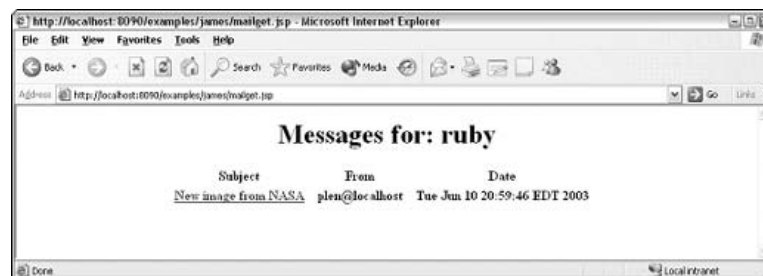 http://localhost:8090/examples/james/mailget.jsp - Microsoft Internet Explorer
File Edit View Favorites Tools Help
Back Search Favorites Media
Address http://localhost:8090/examples/james/mailget.jsp Go Links
Messages for: ruby
Subject From Date
New image from NASA plen@localhost Tue Jun 10 20:59:46 EDT 2003
Done Local intranet